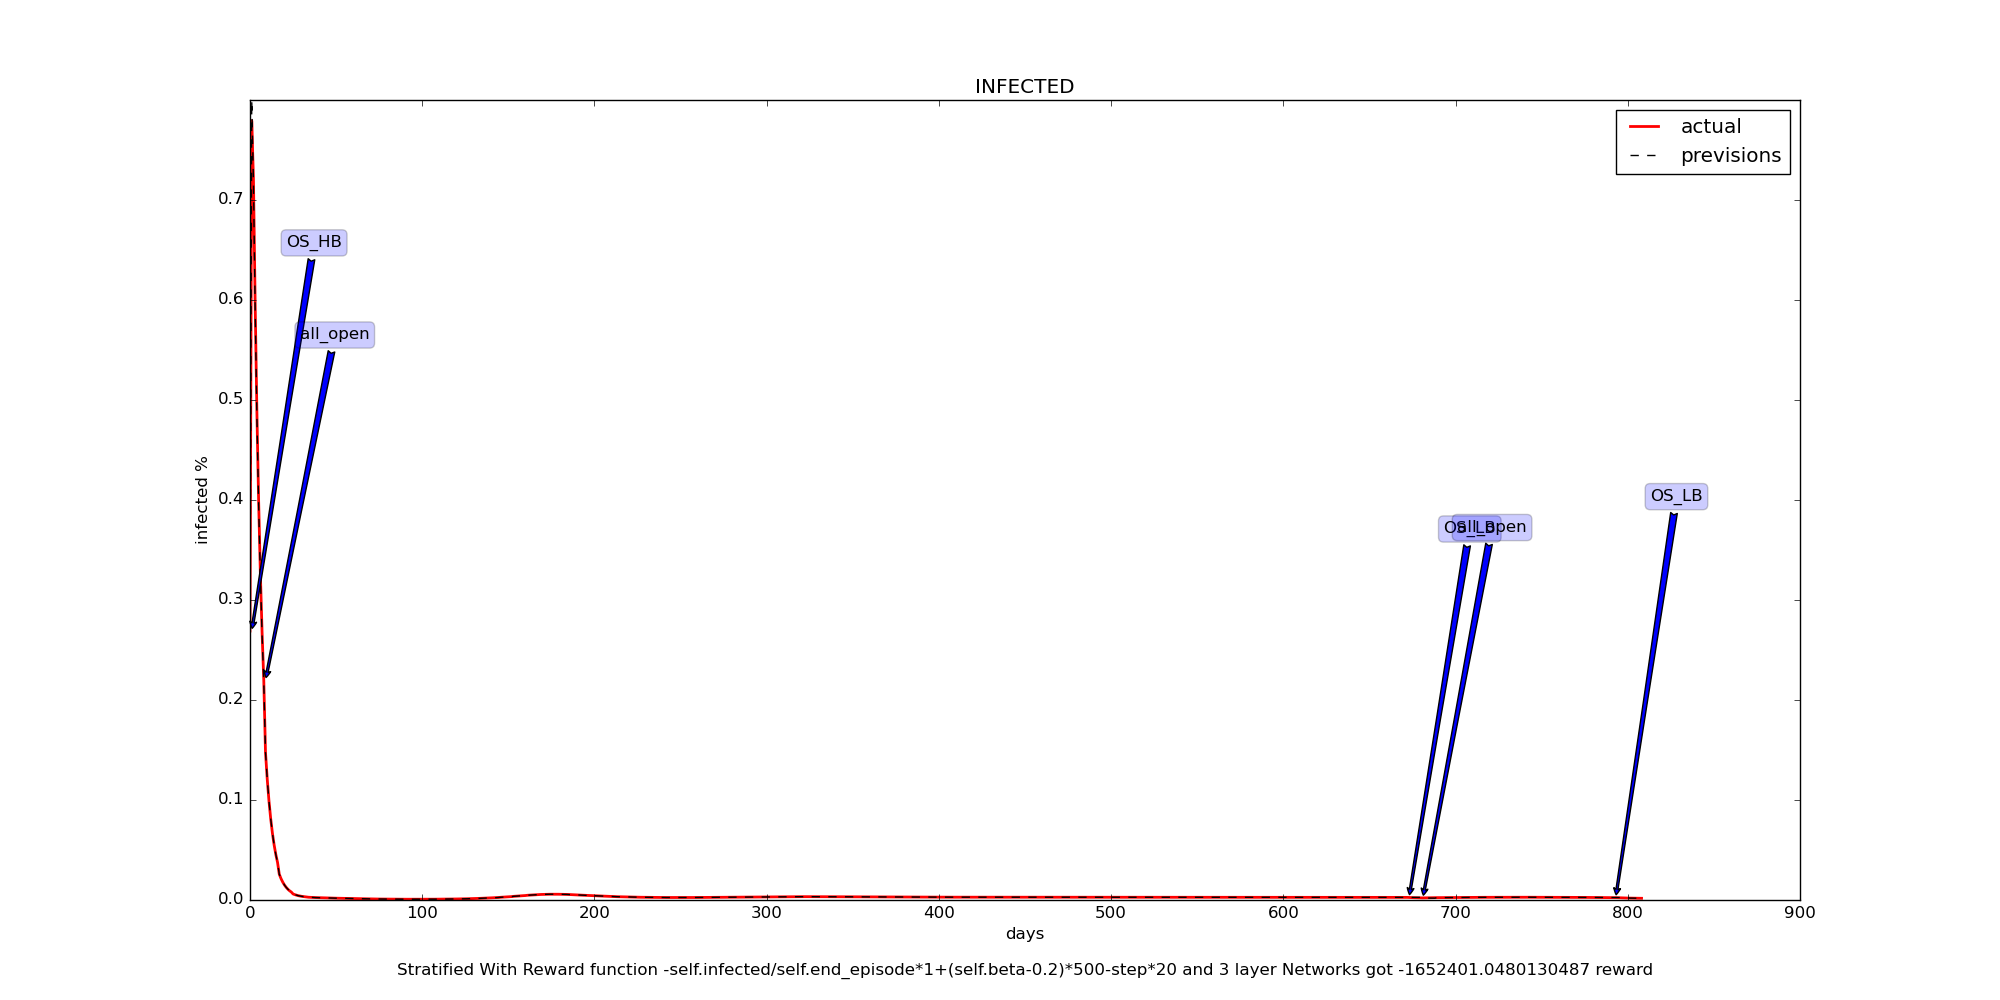 INFECTED
actual
previsions
OS_HB
all_open
OS_LB
all_open
OS_LB
infected %
0.7
0.6
0.5
0.4
0.3
0.2
0.1
0.0
0 100 200 300 400 500 600 700 800 900
days
Stratified With Reward function -self.infected/self.end_episode*1+(self.beta-0.2)*500-step*20 and 3 layer Networks got -1652401.0480130487 reward